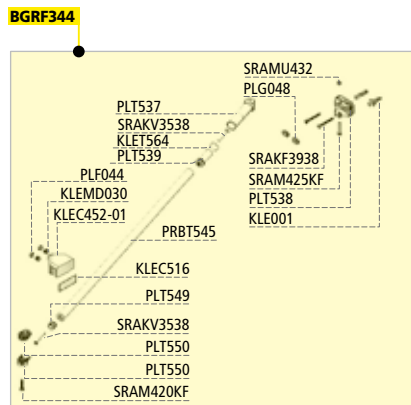 BGRF344
SRAMU432
PLG048
PLT537
SRAKV3538
KLET564
PLT539
PLF044
KLEMD030
KLEC452-01
SRAKF3938
SRAM425KF
PLT538
KLE001
PRBT545
KLEC516
PLT549
SRAKV3538
PLT550
PLT550
SRAM420KF